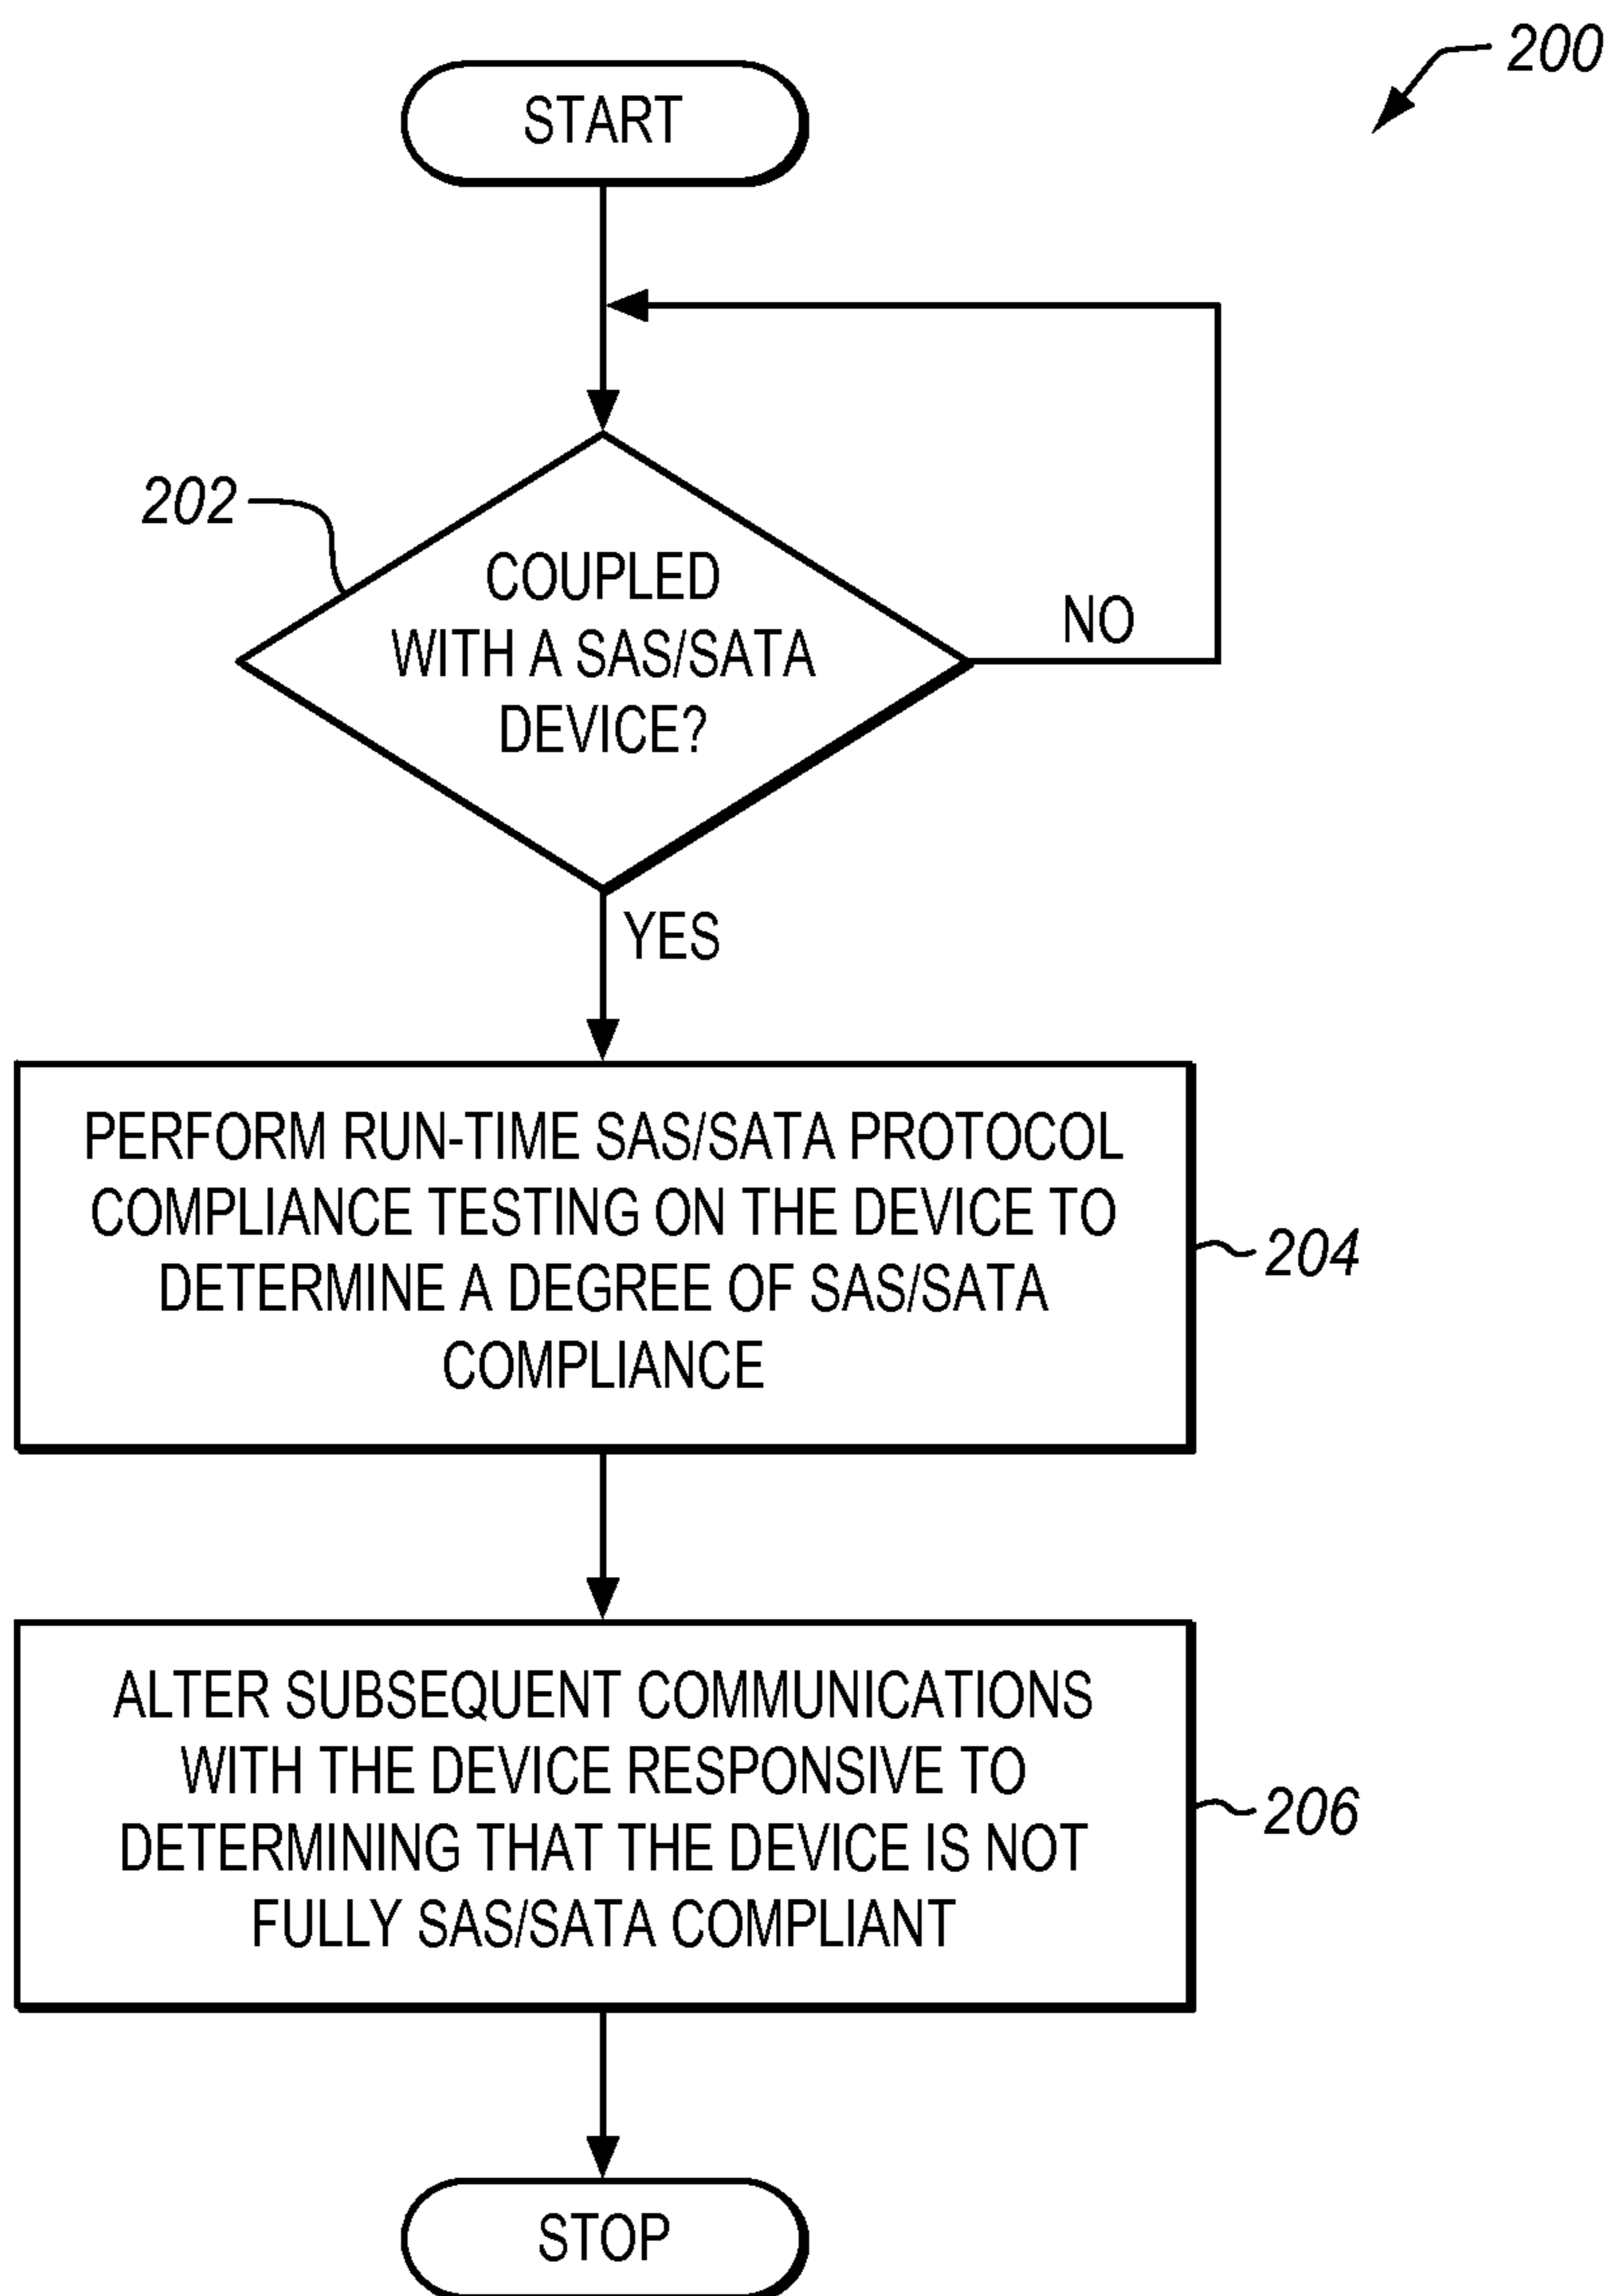 200
START
202
COUPLED
WITH A SAS/SATA
DEVICE?
NO
YES
PERFORM RUN-TIME SAS/SATA PROTOCOL
COMPLIANCE TESTING ON THE DEVICE TO
DETERMINE A DEGREE OF SAS/SATA
COMPLIANCE
204
ALTER SUBSEQUENT COMMUNICATIONS
WITH THE DEVICE RESPONSIVE TO
DETERMINING THAT THE DEVICE IS NOT
FULLY SAS/SATA COMPLIANT
206
STOP